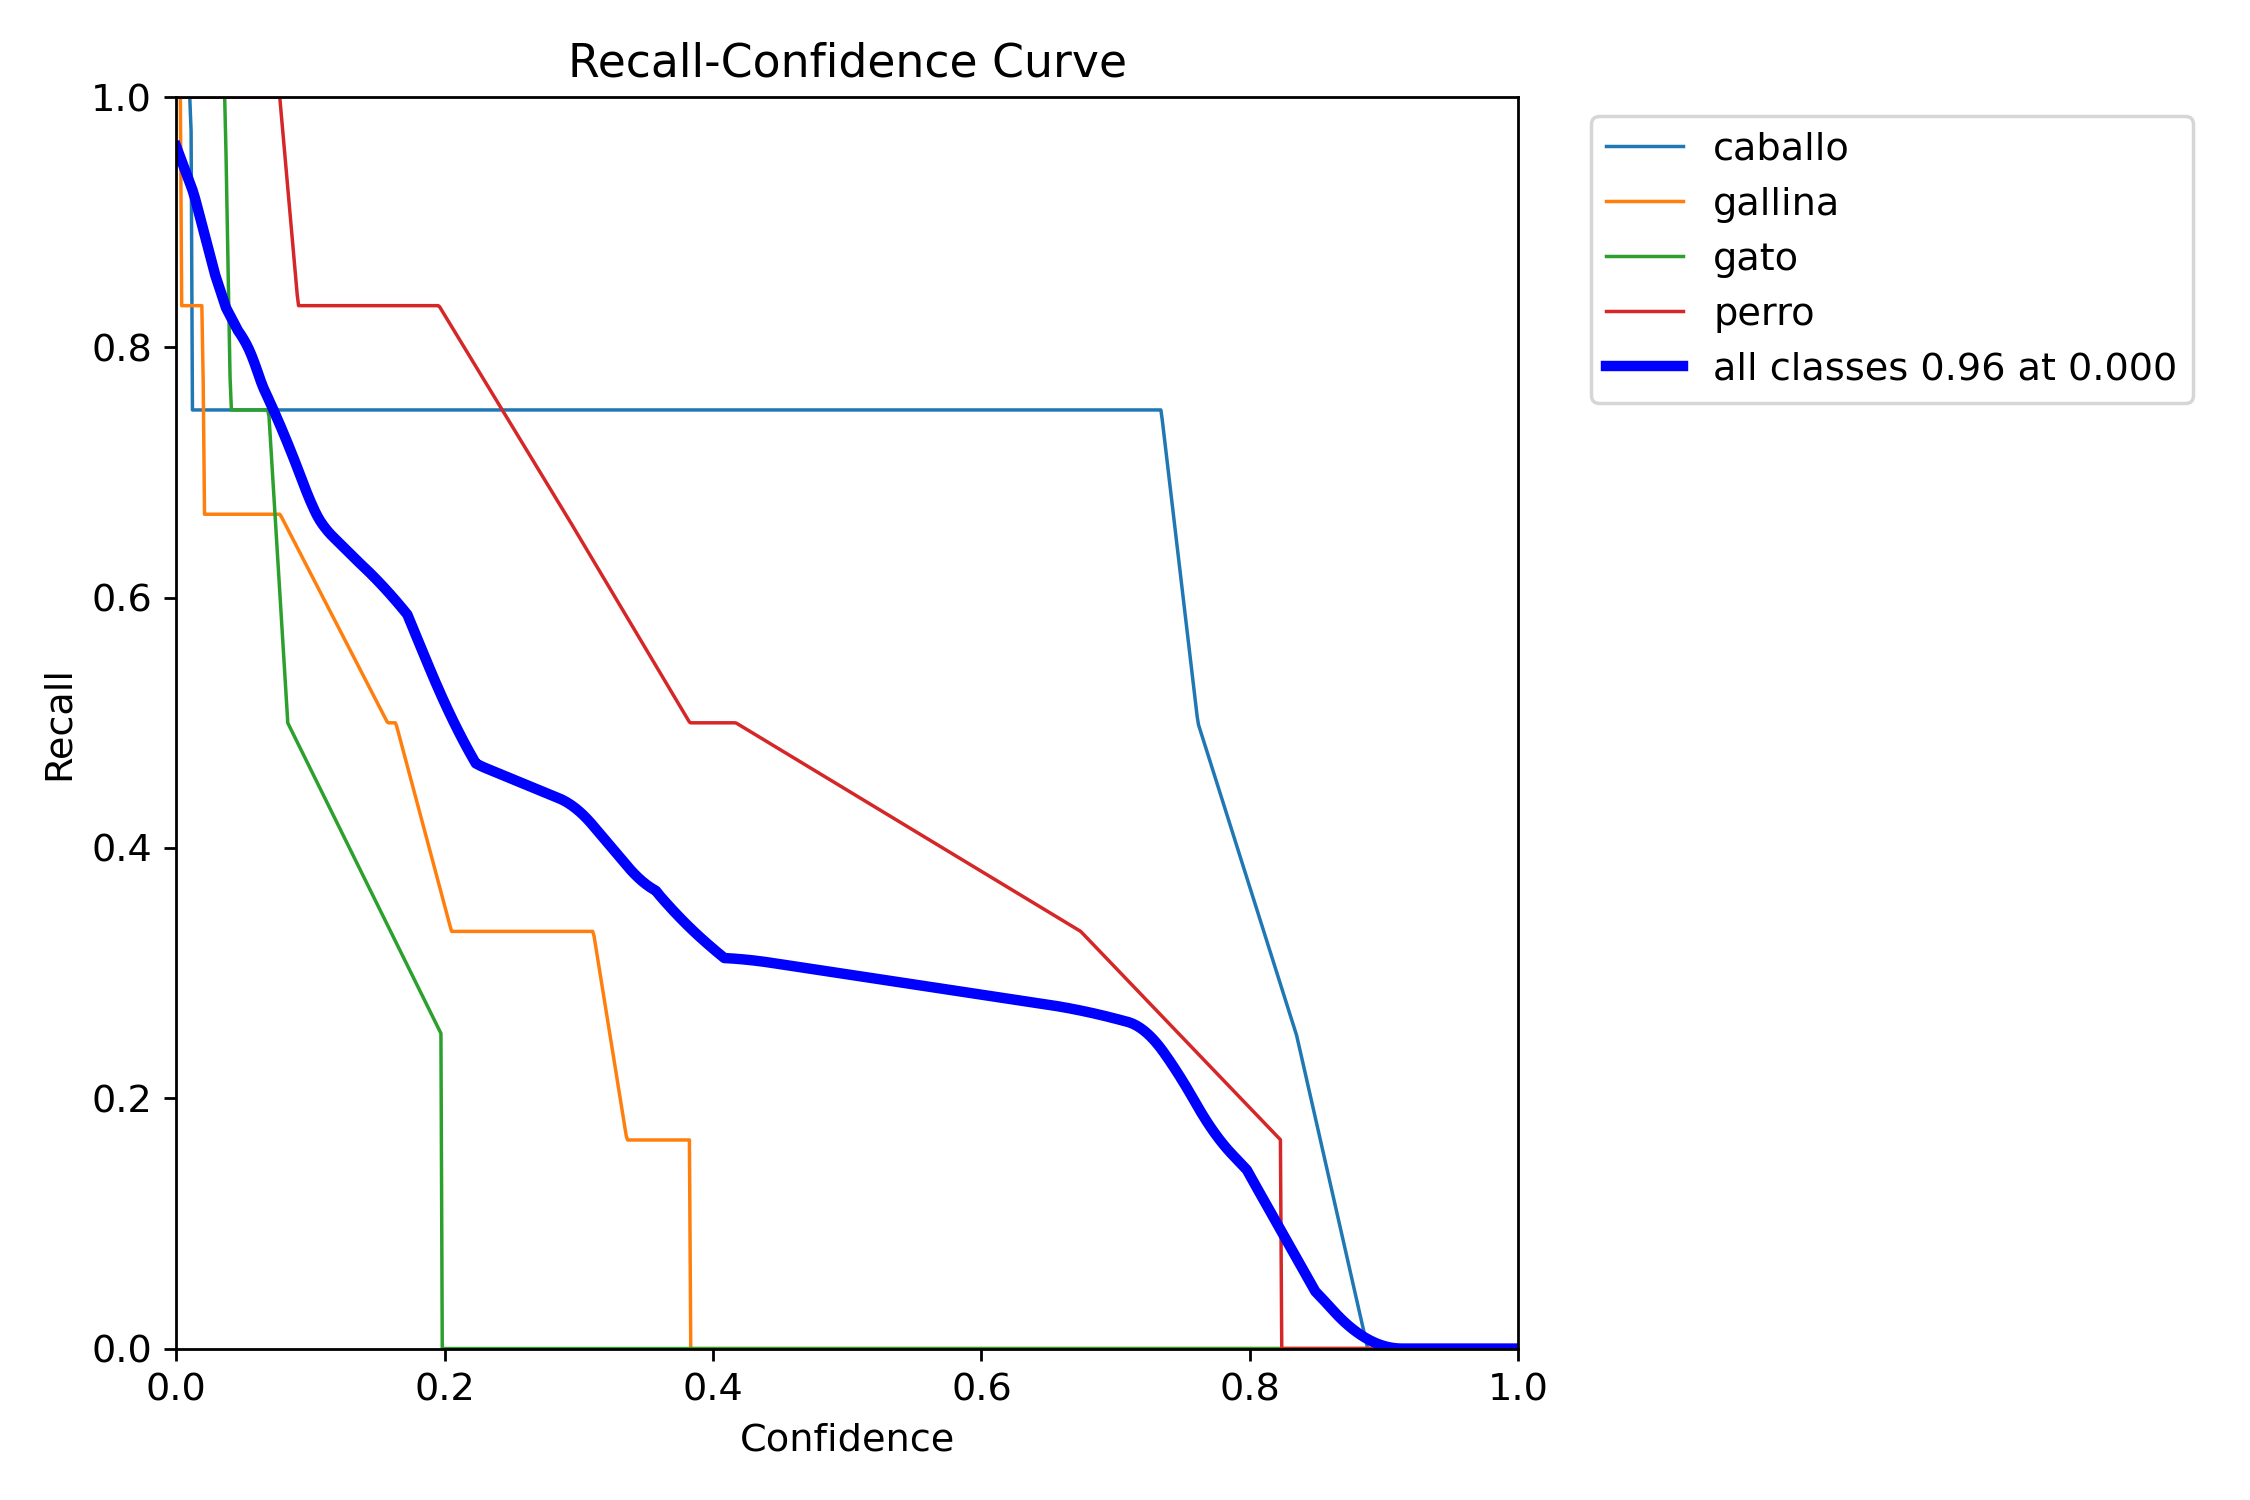 Recall-Confidence Curve
1.0
0.8
0.6
0.4
0.2
0.0
Recall
0.0 0.2 0.4 0.6 0.8 1.0
Confidence
caballo
gallina
gato
perro
all classes 0.96 at 0.000